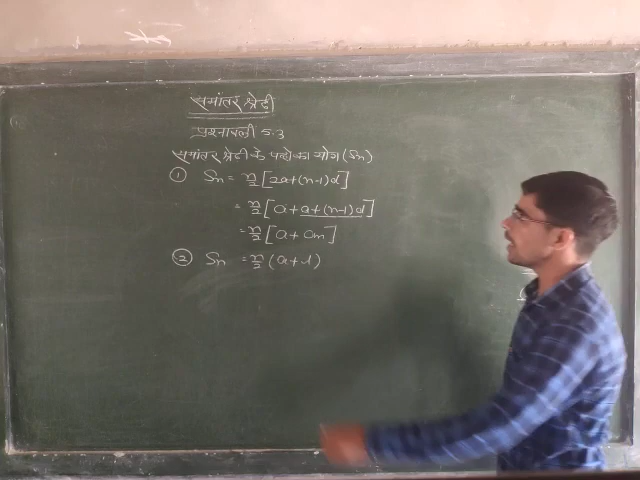 समांतर श्रेढ़ी
प्रश्नावली 5.3
समांतर श्रेढ़ी के पदों का योग (Sn)
① Sn = n/2 [2a+(n-1)d]
= n/2 [a + a + (n-1)d]
= n/2 [a + an]
② Sn = n/2 (a+l)